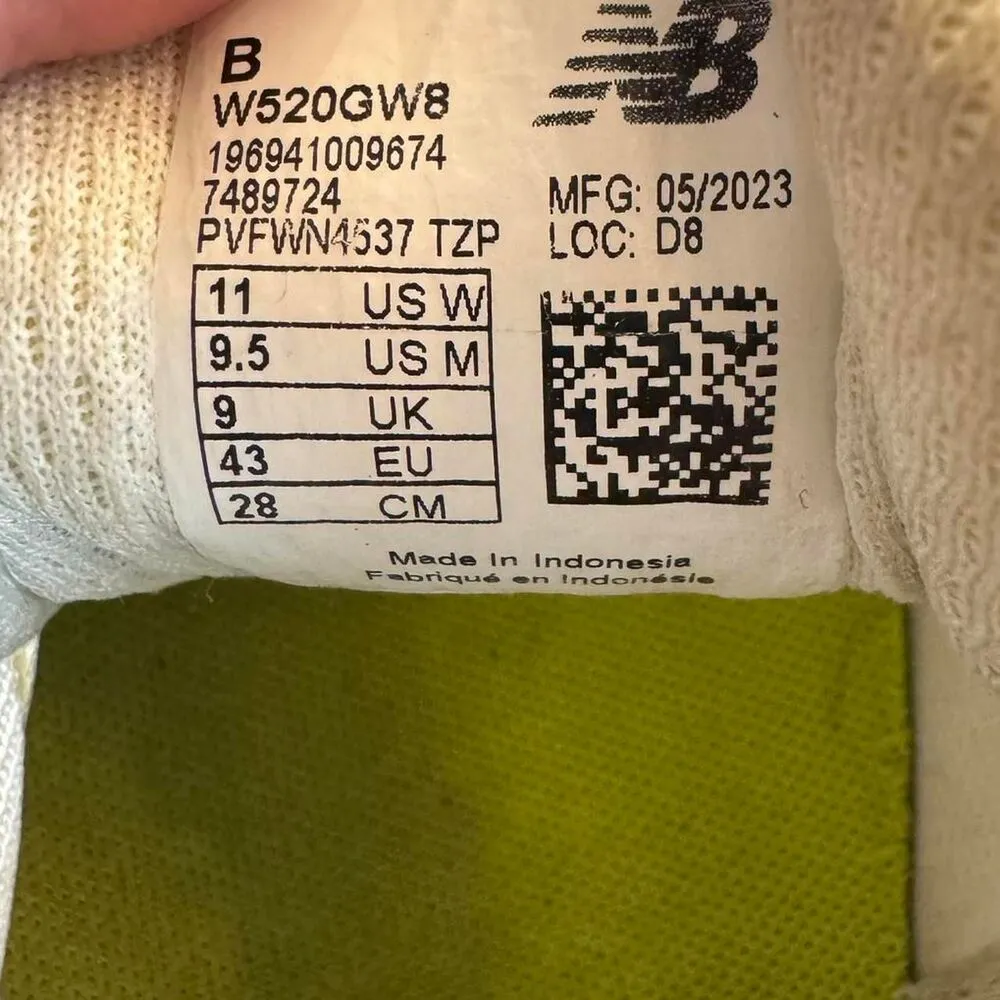 B
W520GW8
196941009674
7489724
PVFWN4537 TZP
NB
MFG: 05/2023
LOC: D8
11 US W
9.5 US M
9 UK
43 EU
28 CM
Made In Indonesia
Fabriqué en Indonésie